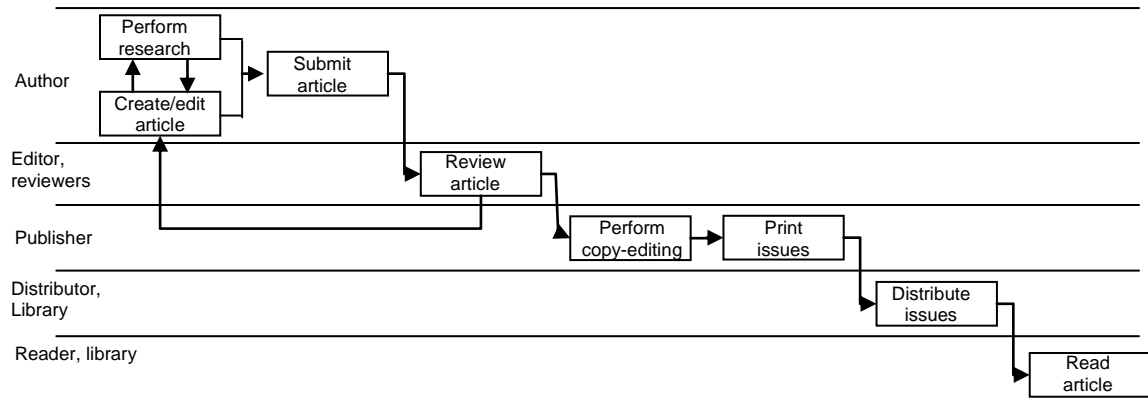 Perform
research
Submit
article
Author
Create/edit
article
Editor,
reviewers
Review
article
Publisher
Perform
copy-editing
Print
issues
Distributor,
Library
Distribute
issues
Reader, library
Read
article